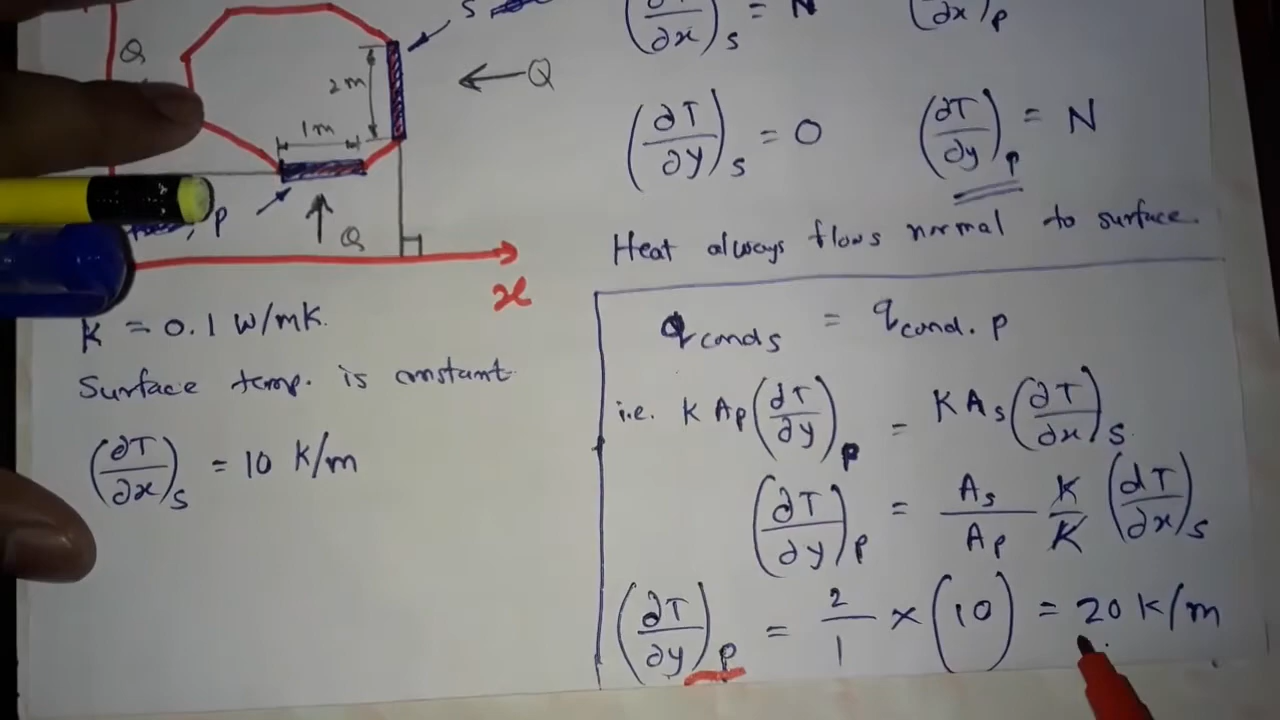 S
Q
2m
← Q
1m
P
↑ Q
x
K = 0.1 W/mK.
Surface temp. is constant.
(∂T/∂x)s = 10 K/m
(∂T/∂x)s = N
∂x)p
(∂T/∂y)s = 0 (∂T/∂y)p = N
Heat always flows normal to surface.
qconds = qcond. p
i.e. K Ap (∂T/∂y)p = K As (∂T/∂x)s.
(∂T/∂y)p = As/Ap K/K (dT/∂x)s
(∂T/∂y)p = 2/1 × (10) = 20 K/m